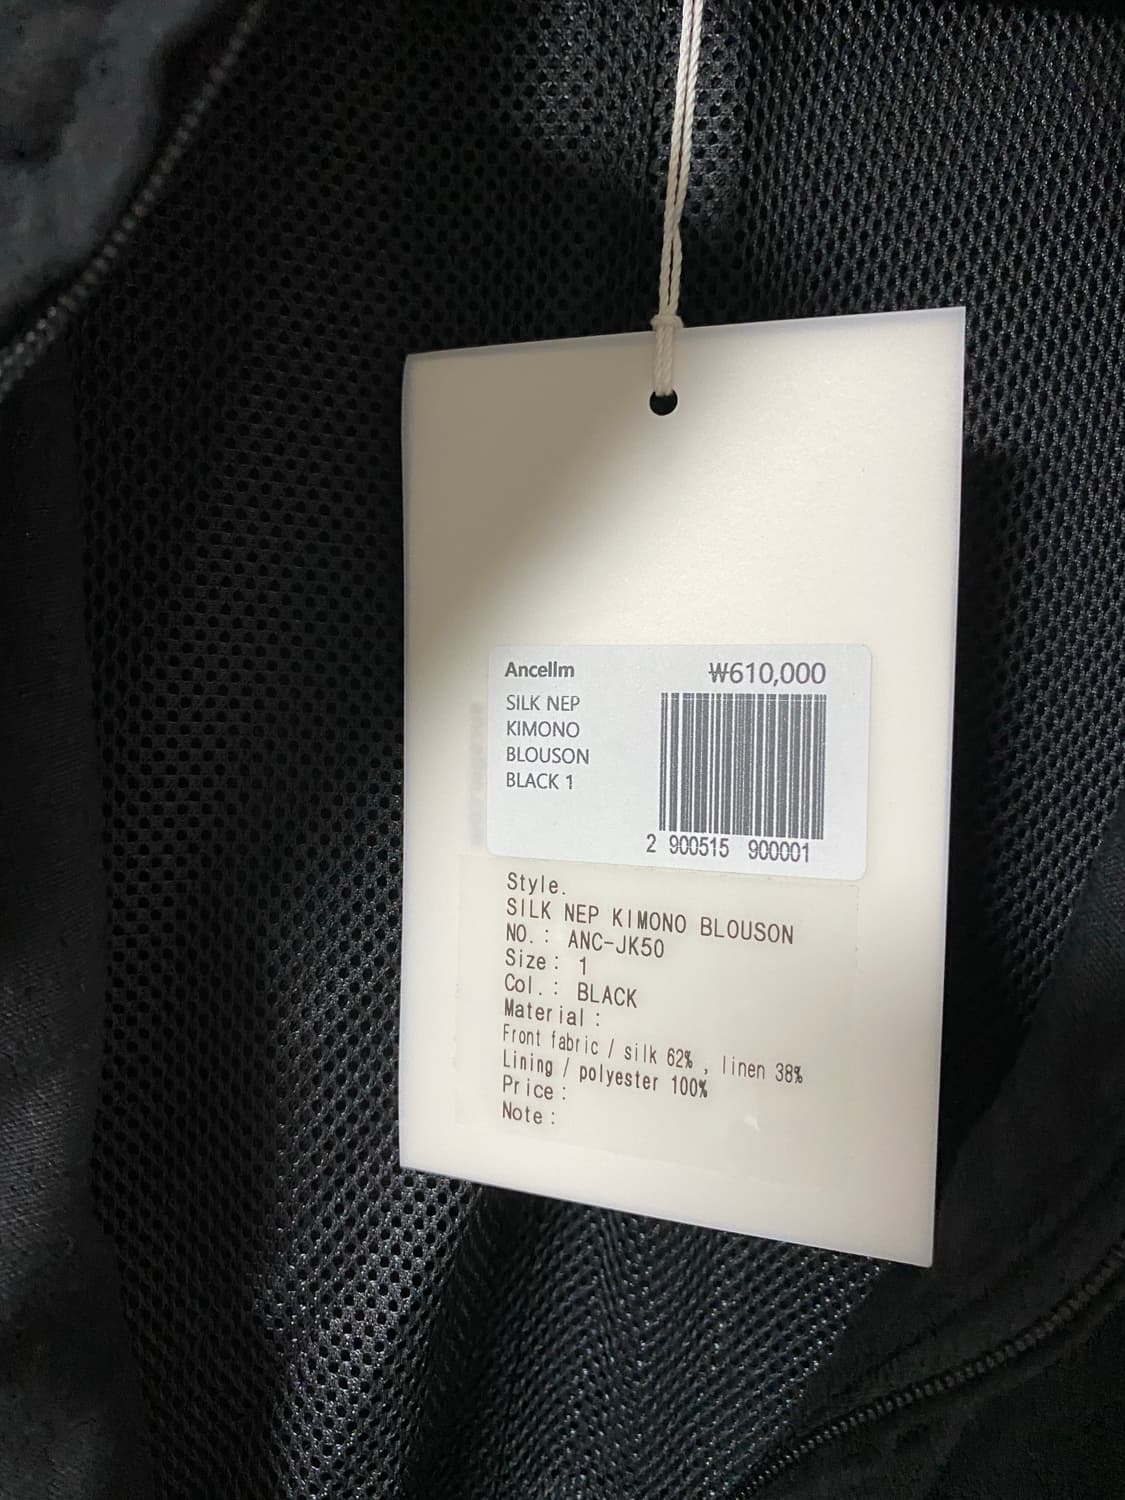 Ancellm
₩610,000
SILK NEP
KIMONO
BLOUSON
BLACK 1
2 900515 900001
Style.
SILK NEP KIMONO BLOUSON
NO.: ANC-JK50
Size: 1
Col.: BLACK
Material:
Front fabric / silk 62% , linen 38%
Lining / polyester 100%
Price:
Note: